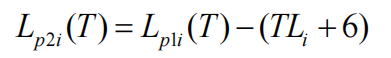 L_{p2i}(T) = L_{p1i}(T) − (TL_i + 6)